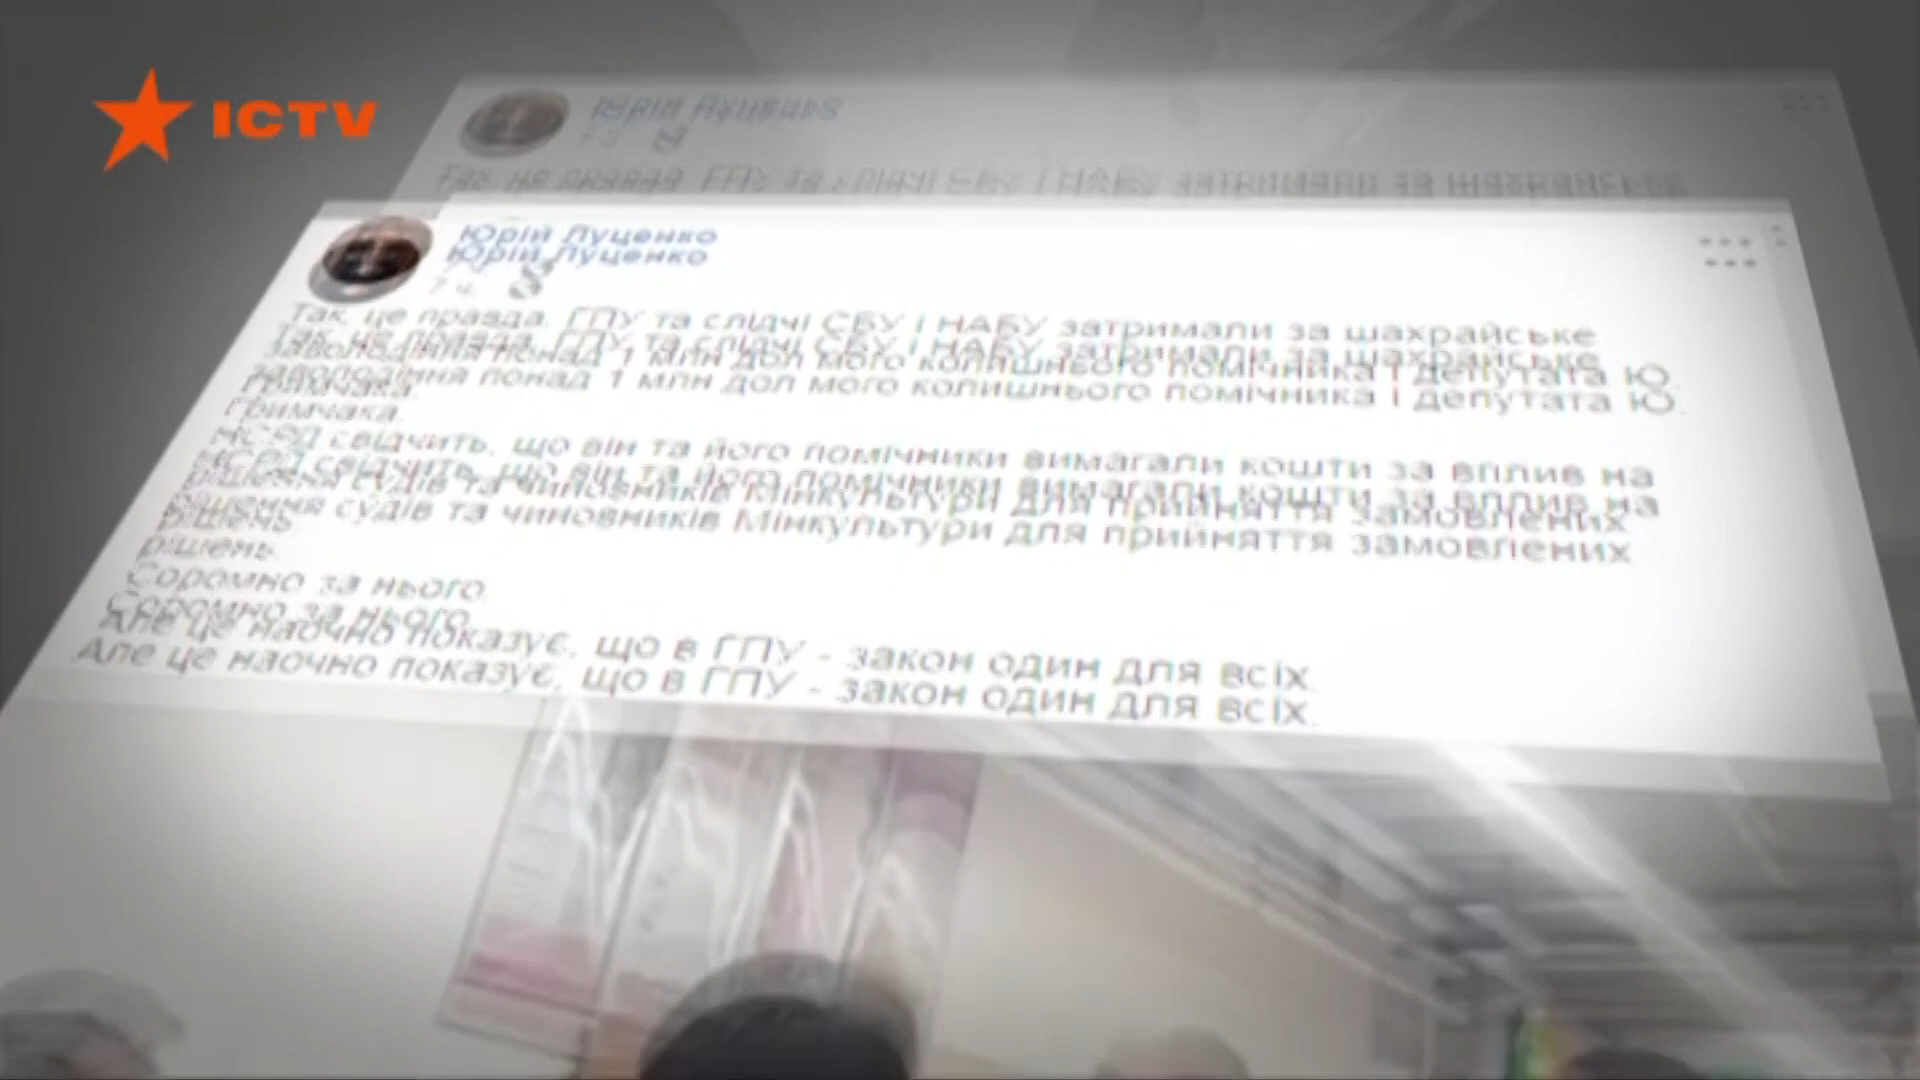 ICTV
Юрій Луценко
Юрій Луценко
7 ч.
Так, це правда. ГПУ та слідчі СБУ і НАБУ затримали за шахрайське
заволодіння понад 1 млн дол мого колишнього помічника і депутата Ю.
Гримчака.
НСРД свідчить, що він та його помічники вимагали кошти за вплив на
рішення судів та чиновників Мінкультури для прийняття замовлених
рішень.
Соромно за нього.
Але це наочно показує, що в ГПУ - закон один для всіх.